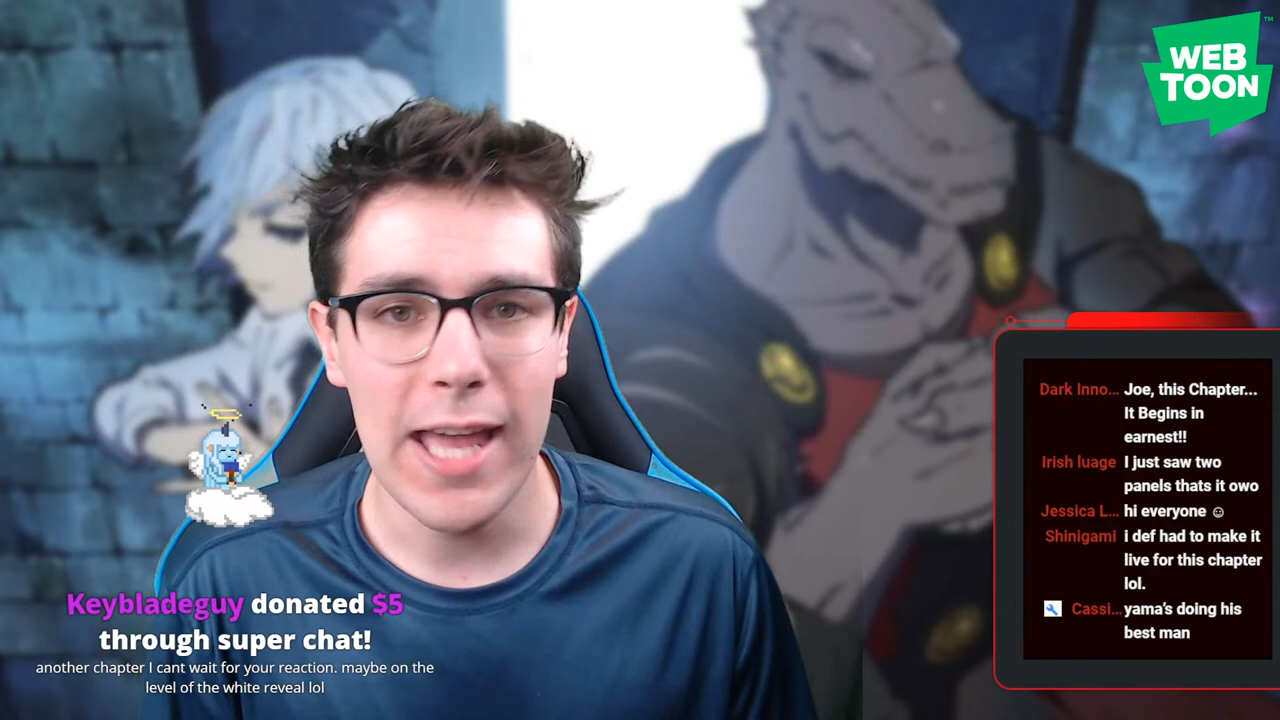 WEB
TOON
TM
Dark Inno... Joe, this Chapter...
It Begins in
earnest!!
Irish luage I just saw two
panels thats it owo
Jessica L... hi everyone ☺
Shinigami i def had to make it
live for this chapter
lol.
Cassi... yama's doing his
best man
Keybladeguy donated $5
through super chat!
another chapter I cant wait for your reaction. maybe on the
level of the white reveal lol